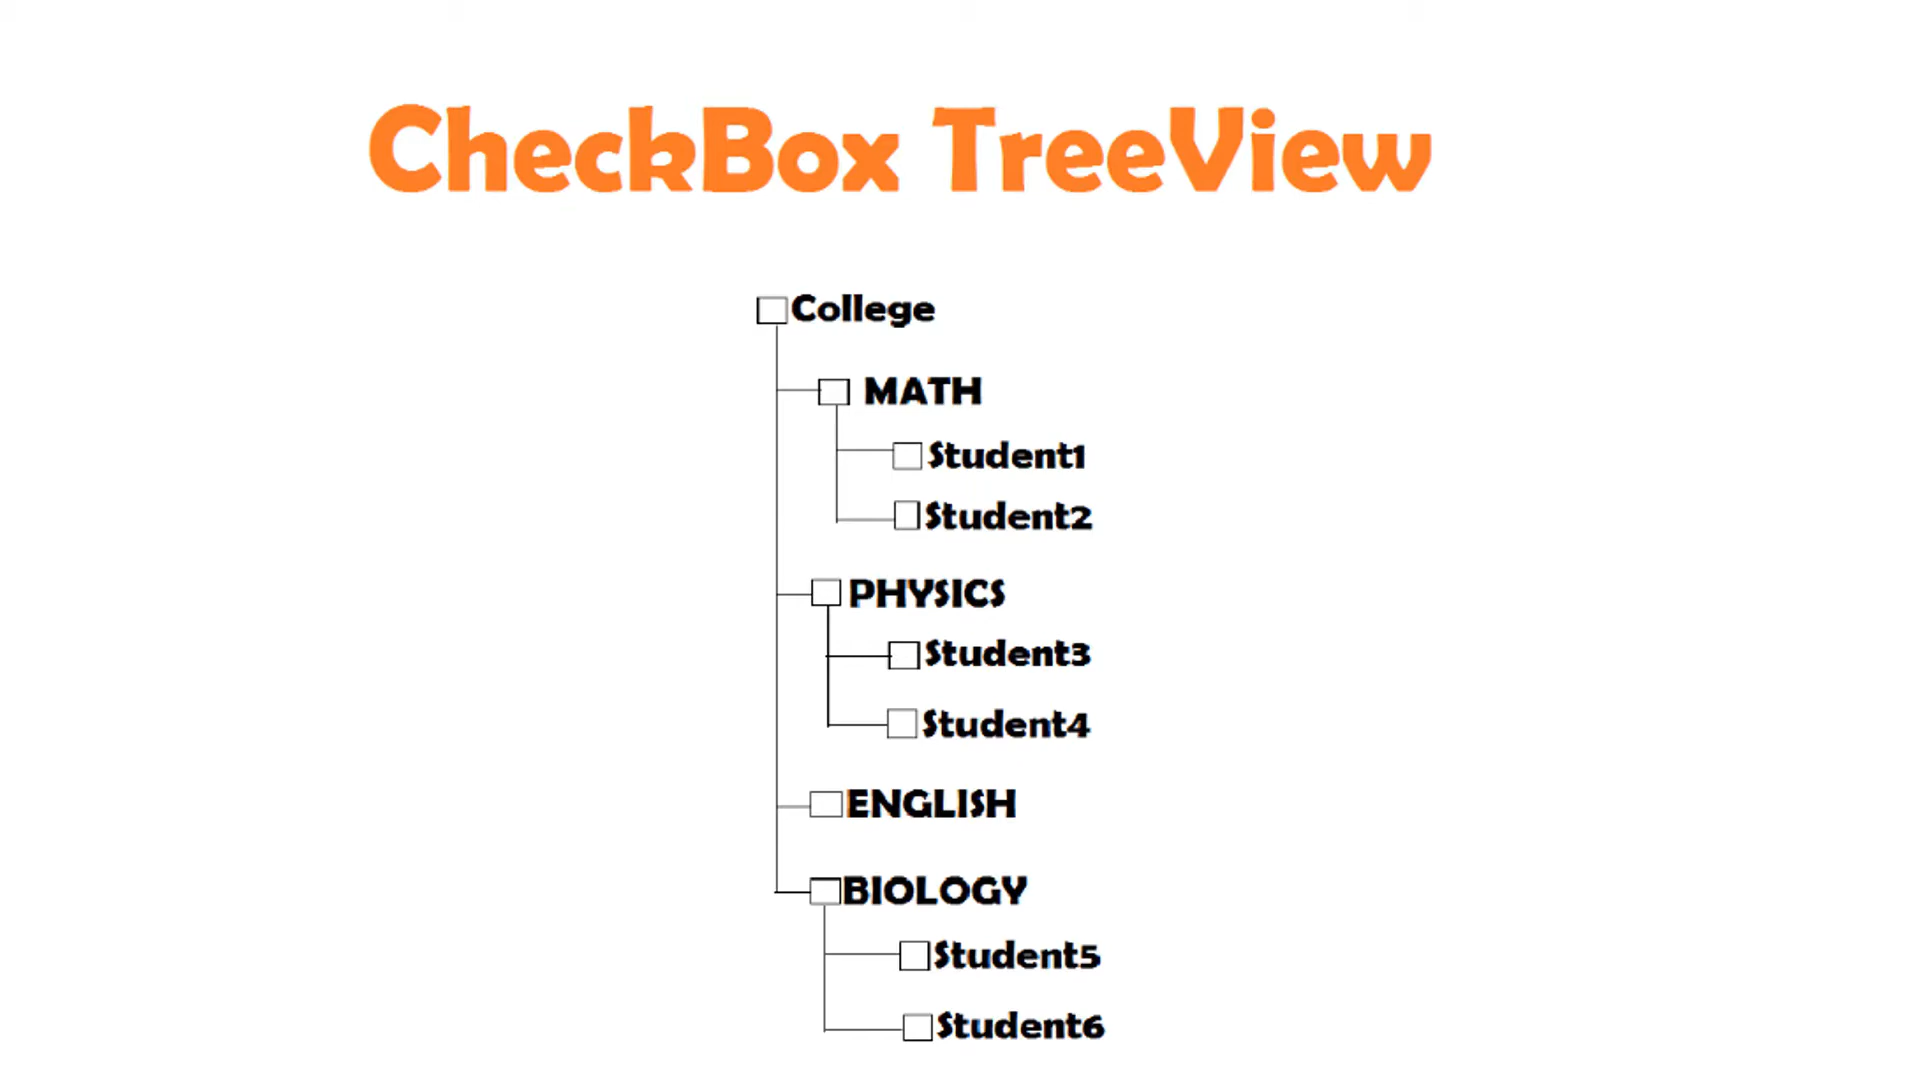 CheckBox TreeView
College
MATH
Student1
Student2
PHYSICS
Student3
Student4
ENGLISH
BIOLOGY
Student5
Student6